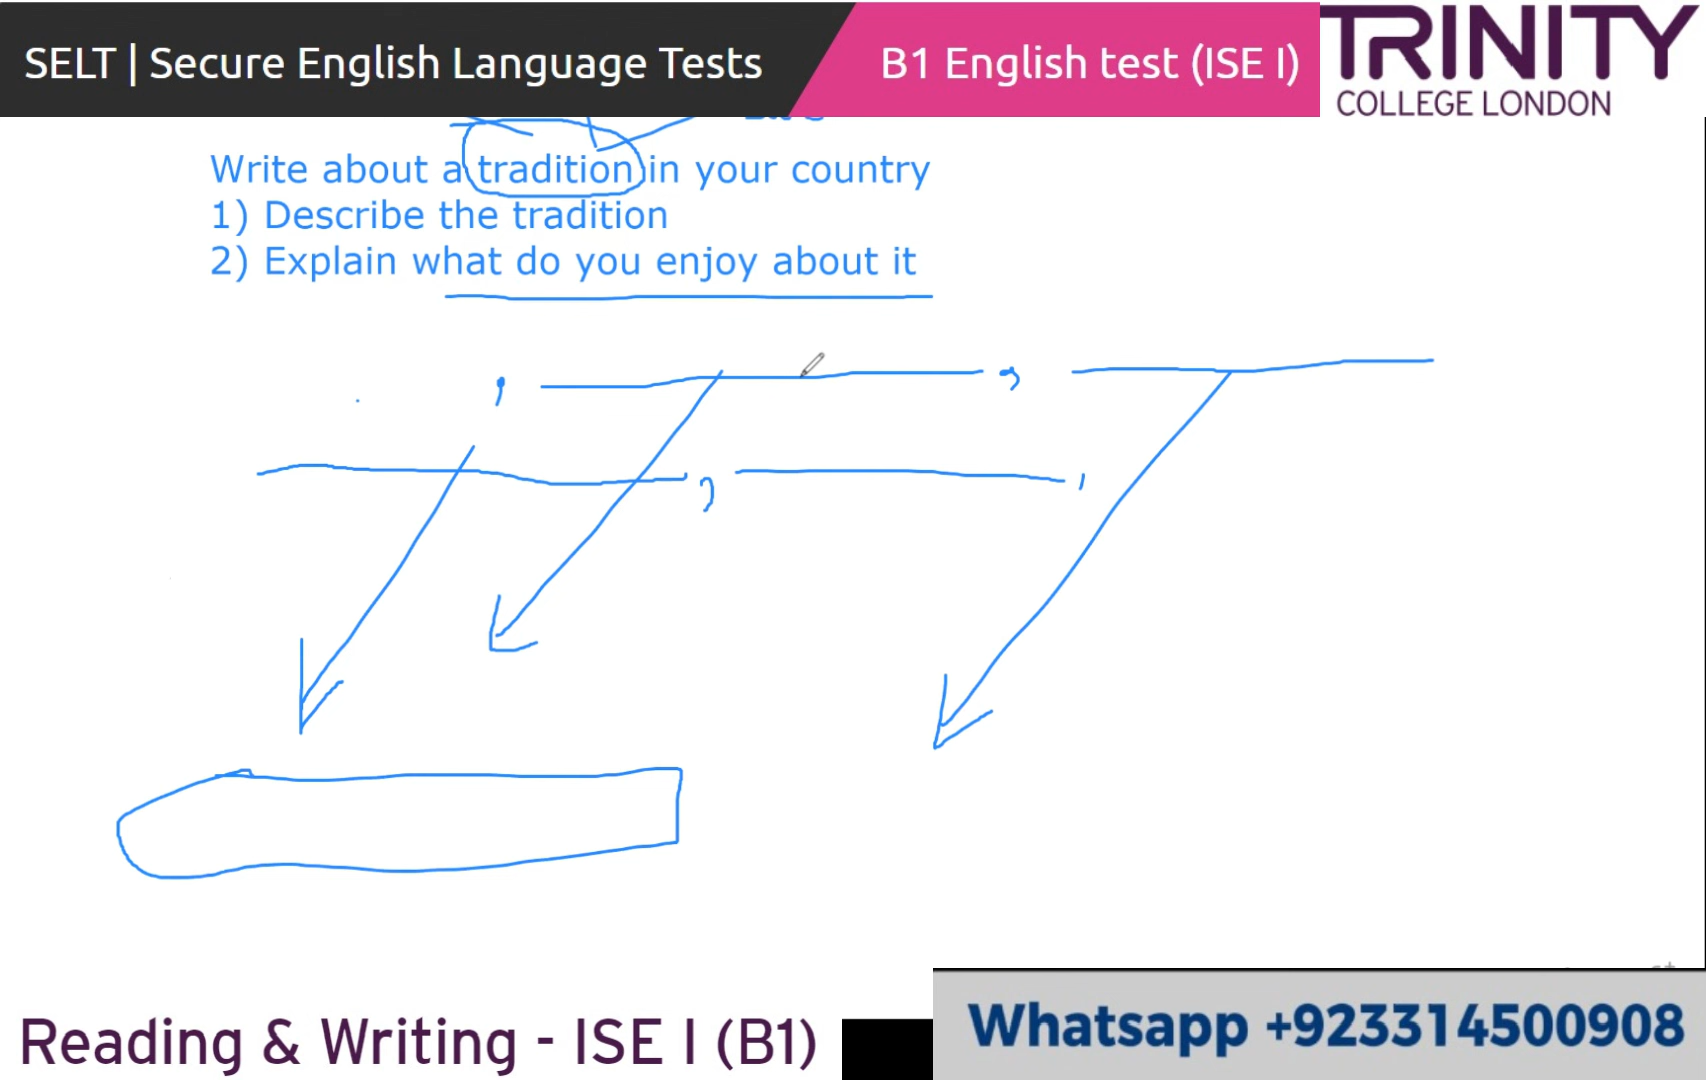 SELT | Secure English Language Tests
B1 English test (ISE I)
TRINITY
COLLEGE LONDON
Write about a tradition in your country
1) Describe the tradition
2) Explain what do you enjoy about it
Reading & Writing - ISE I (B1)
Whatsapp +923314500908